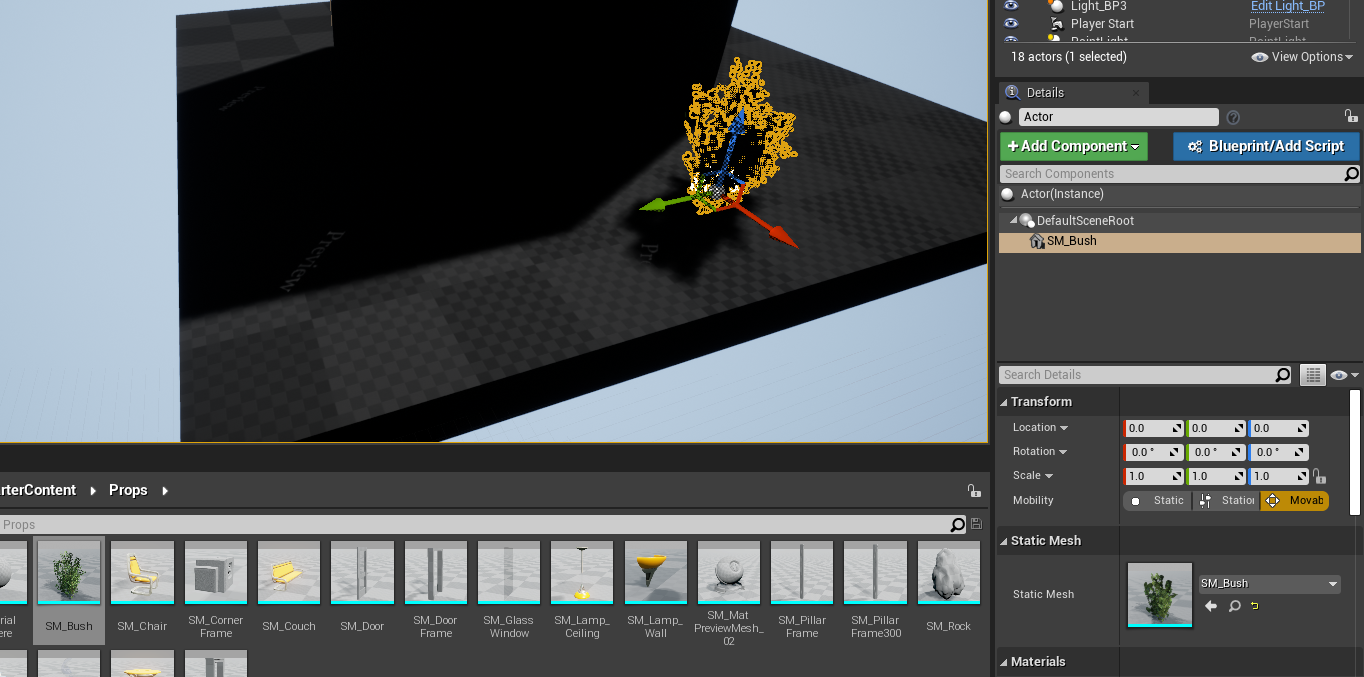 Light_BP3 Edit Light_BP
Player Start PlayerStart
PointLight PointLight
18 actors (1 selected) View Options
Details
Actor
+Add Component Blueprint/Add Script
Search Components
Actor(Instance)
DefaultSceneRoot
SM_Bush
Search Details
Transform
Location 0.0 0.0 0.0
Rotation 0.0 ° 0.0 ° 0.0 °
Scale 1.0 1.0 1.0
Mobility Static Station Movab
Static Mesh
Static Mesh SM_Bush
Materials
Preview
Pr
rterContent Props
Props
rial
ere
SM_Bush
SM_Chair
SM_Corner
Frame
SM_Couch
SM_Door
SM_Door
Frame
SM_Glass
Window
SM_Lamp_
Ceiling
SM_Lamp_
Wall
SM_Mat
PreviewMesh_
02
SM_Pillar
Frame
SM_Pillar
Frame300
SM_Rock